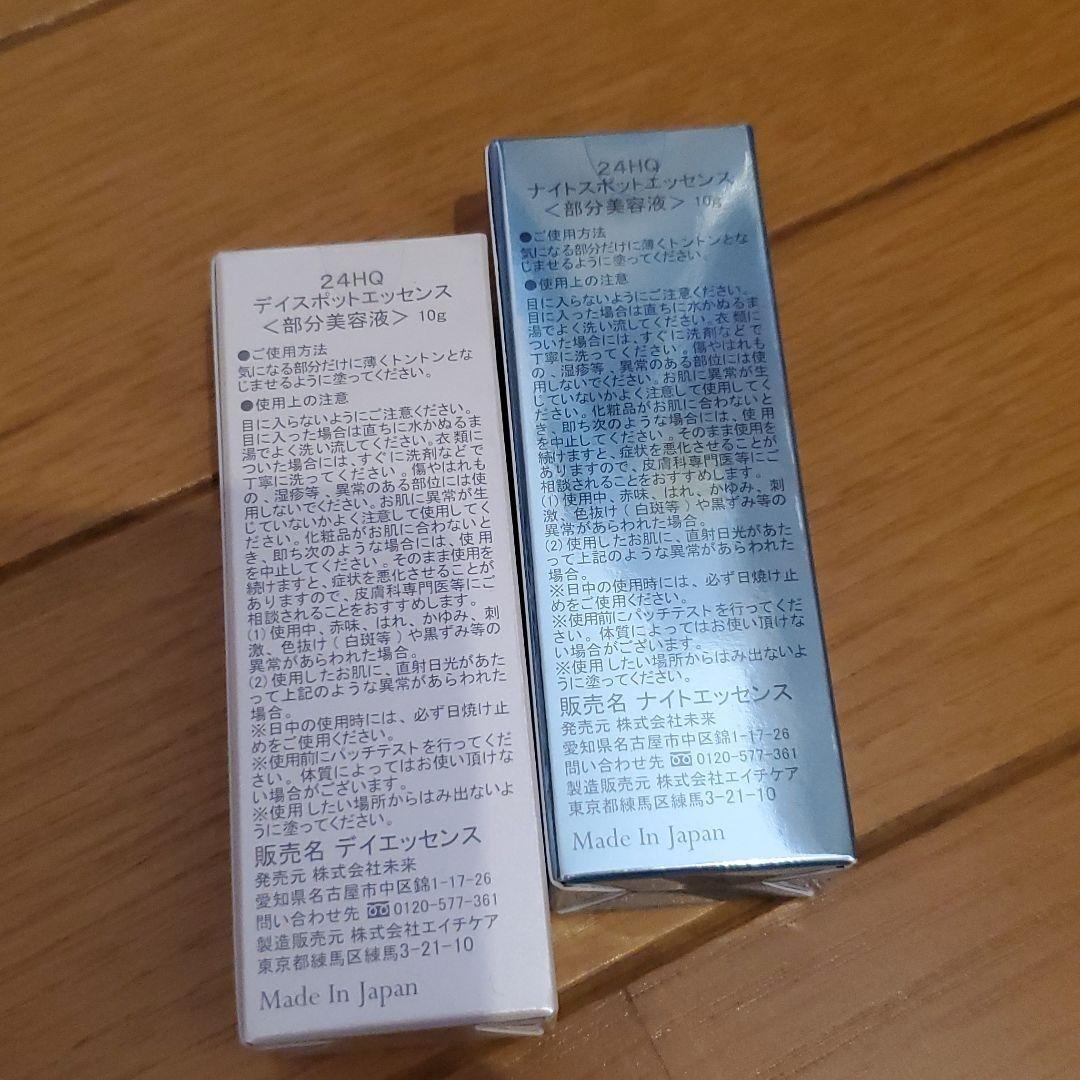 24HQ
デイスポットエッセンス
＜部分美容液＞ 10g
●ご使用方法
気になる部分だけに薄くトントンとな
じませるように塗ってください。
●使用上の注意
目に入らないようにご注意ください。
目に入った場合は直ちに水かぬるま
湯でよく洗い流してください。衣類に
ついた場合には、すぐに洗剤などで
丁寧に洗ってください。傷やはれも
の、湿疹等、異常のある部位には使
用しないでください。お肌に異常が生
じていないかよく注意して使用してく
ださい。化粧品がお肌に合わないと
き、即ち次のような場合には、使用
を中止してください。そのまま使用を
続けますと、症状を悪化させることが
ありますので、皮膚科専門医等にご
相談されることをおすすめします。
(1)使用中、赤味、はれ、かゆみ、刺
激、色抜け(白斑等)や黒ずみ等の
異常があらわれた場合。
(2)使用したお肌に、直射日光があた
って上記のような異常があらわれた
場合。
※日中の使用時には、必ず日焼け止
めをご使用ください。
※使用前にパッチテストを行ってくだ
さい。体質によってはお使い頂けな
い場合がございます。
※使用したい場所からはみ出ないよ
うに塗ってください。
販売名 デイエッセンス
発売元 株式会社未来
愛知県名古屋市中区錦1-17-26
問い合わせ先 0120-577-361
製造販売元 株式会社エイチケア
東京都練馬区練馬3-21-10
Made In Japan
24HQ
ナイトスポットエッセンス
＜部分美容液＞ 10g
●ご使用方法
気になる部分だけに薄くトントンとな
じませるように塗ってください。
●使用上の注意
目に入らないようにご注意ください。
目に入った場合は直ちに水かぬるま
湯でよく洗い流してください。衣類に
ついた場合には、すぐに洗剤などで
丁寧に洗ってください。傷やはれも
の、湿疹等、異常のある部位には使
用しないでください。お肌に異常が生
じていないかよく注意して使用してく
ださい。化粧品がお肌に合わないと
き、即ち次のような場合には、使用
を中止してください。そのまま使用を
続けますと、症状を悪化させることが
ありますので、皮膚科専門医等にご
相談されることをおすすめします。
(1)使用中、赤味、はれ、かゆみ、刺
激、色抜け(白斑等)や黒ずみ等の
異常があらわれた場合。
(2)使用したお肌に、直射日光があた
って上記のような異常があらわれた
場合。
※日中の使用時には、必ず日焼け止
めをご使用ください。
※使用前にパッチテストを行ってくだ
さい。体質によってはお使い頂けな
い場合がございます。
※使用したい場所からはみ出ないよ
うに塗ってください。
販売名 ナイトエッセンス
発売元 株式会社未来
愛知県名古屋市中区錦1-17-26
問い合わせ先 0120-577-361
製造販売元 株式会社エイチケア
東京都練馬区練馬3-21-10
Made In Japan